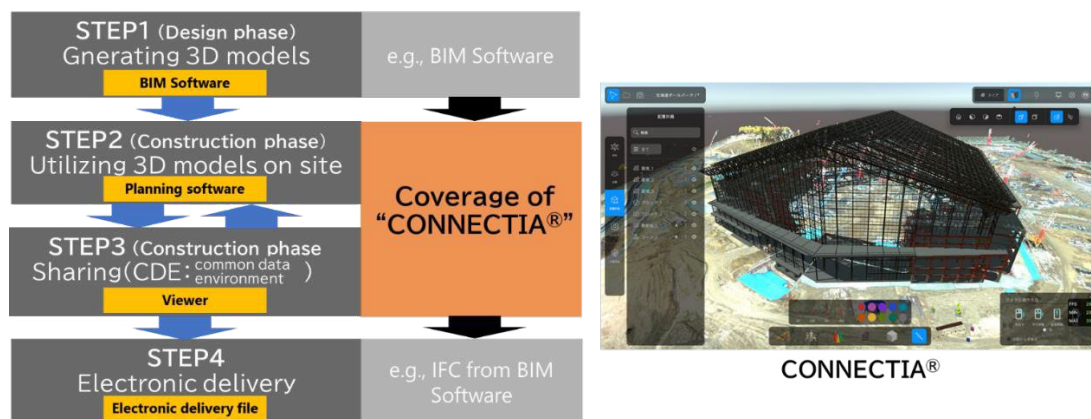 STEP1 (Design phase)
Gnerating 3D models
BIM Software
e.g., BIM Software
STEP2 (Construction phase)
Utilizing 3D models on site
Planning software
Coverage of
“CONNECTIA®”
STEP3 (Construction phase
Sharing(CDE: common data
environment )
Viewer
STEP4
Electronic delivery
Electronic delivery file
e.g., IFC from BIM
Software
CONNECTIA®